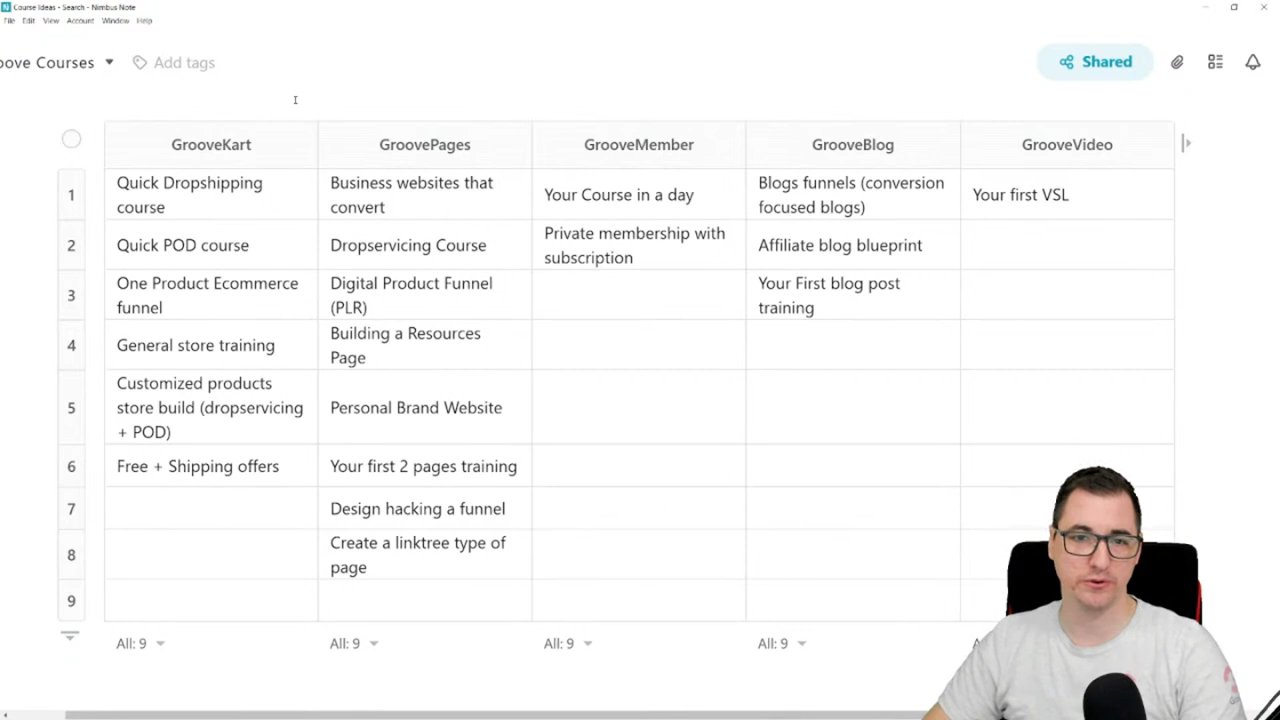 Course Ideas - Search - Nimbus Note
File Edit View Account Window Help
oove Courses
Add tags
Shared
GrooveKart GroovePages GrooveMember GrooveBlog GrooveVideo
1
Quick Dropshipping
course
Business websites that
convert
Your Course in a day
Blogs funnels (conversion
focused blogs)
Your first VSL
2
Quick POD course
Dropservicing Course
Private membership with
subscription
Affiliate blog blueprint
3
One Product Ecommerce
funnel
Digital Product Funnel
(PLR)
Your First blog post
training
4
General store training
Building a Resources
Page
5
Customized products
store build (dropservicing
+ POD)
Personal Brand Website
6
Free + Shipping offers
Your first 2 pages training
7
Design hacking a funnel
8
Create a linktree type of
page
9
All: 9 All: 9 All: 9 All: 9